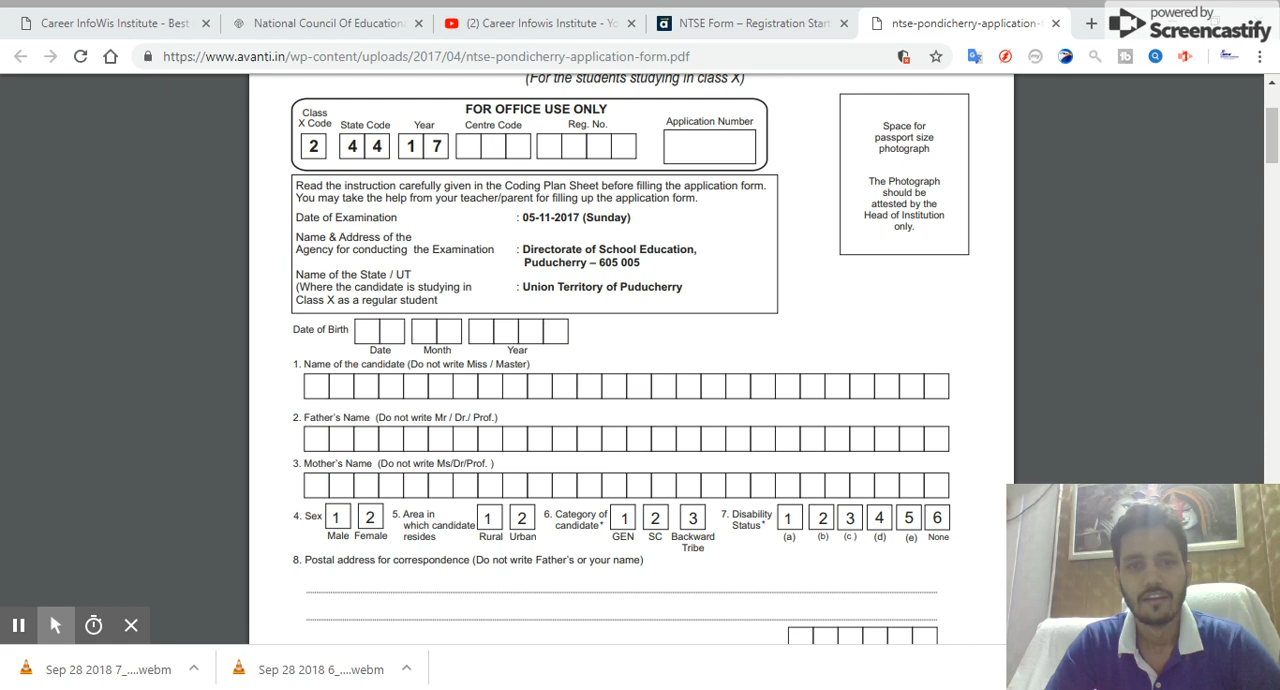 Career InfoWis Institute - Best
National Council Of Educationa
(2) Career Infowis Institute - Yo
NTSE Form – Registration Start
ntse-pondicherry-application-
powered by
Screencastify
https://www.avanti.in/wp-content/uploads/2017/04/ntse-pondicherry-application-form.pdf
(For the students studying in class X)
FOR OFFICE USE ONLY
Class
X Code
State Code
Year
Centre Code
Reg. No.
Application Number
2 4 4 1 7
Space for
passport size
photograph
The Photograph
should be
attested by the
Head of Institution
only.
Read the instruction carefully given in the Coding Plan Sheet before filling the application form.
You may take the help from your teacher/parent for filling up the application form.
Date of Examination : 05-11-2017 (Sunday)
Name & Address of the
Agency for conducting the Examination : Directorate of School Education,
Puducherry – 605 005
Name of the State / UT
(Where the candidate is studying in : Union Territory of Puducherry
Class X as a regular student
Date of Birth
Date Month Year
1. Name of the candidate (Do not write Miss / Master)
2. Father's Name (Do not write Mr / Dr./ Prof.)
3. Mother's Name (Do not write Ms/Dr/Prof. )
4. Sex 1 2
Male Female
5. Area in
which candidate
resides
1 2
Rural Urban
6. Category of
candidate*
1 2 3
GEN SC Backward
Tribe
7. Disability
Status*
1 2 3 4 5 6
(a) (b) (c ) (d) (e) None
8. Postal address for correspondence (Do not write Father's or your name)
Sep 28 2018 7_....webm
Sep 28 2018 6_....webm